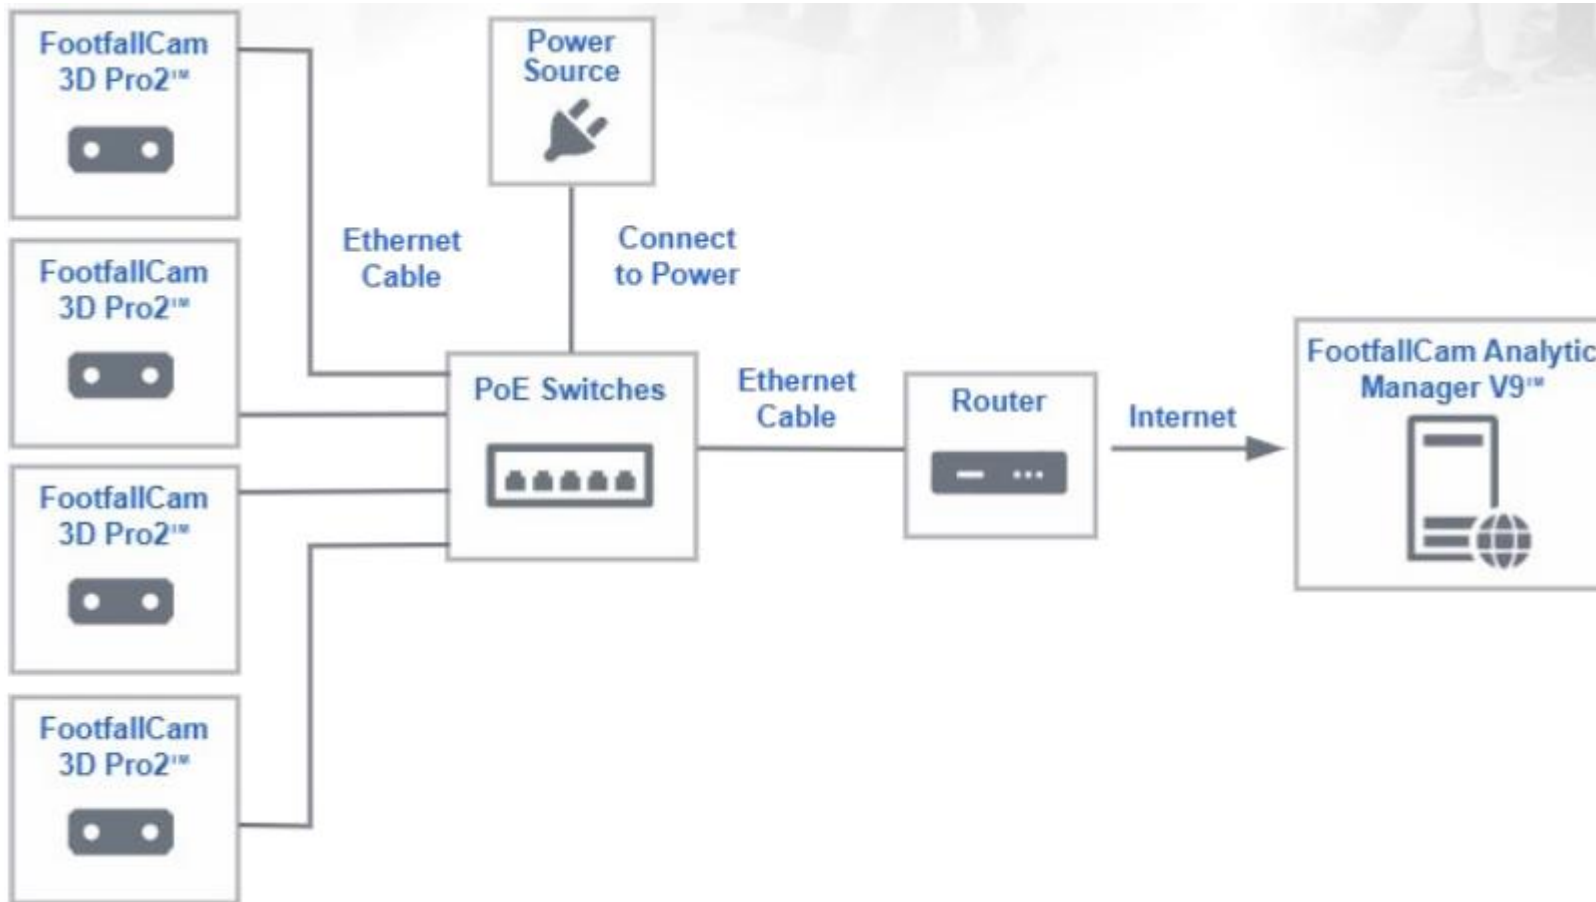 FootfallCam
3D Pro2™
Power
Source
FootfallCam
3D Pro2™
Ethernet
Cable
Connect
to Power
PoE Switches
Ethernet
Cable
Router
Internet
FootfallCam Analytic
Manager V9™
FootfallCam
3D Pro2™
FootfallCam
3D Pro2™